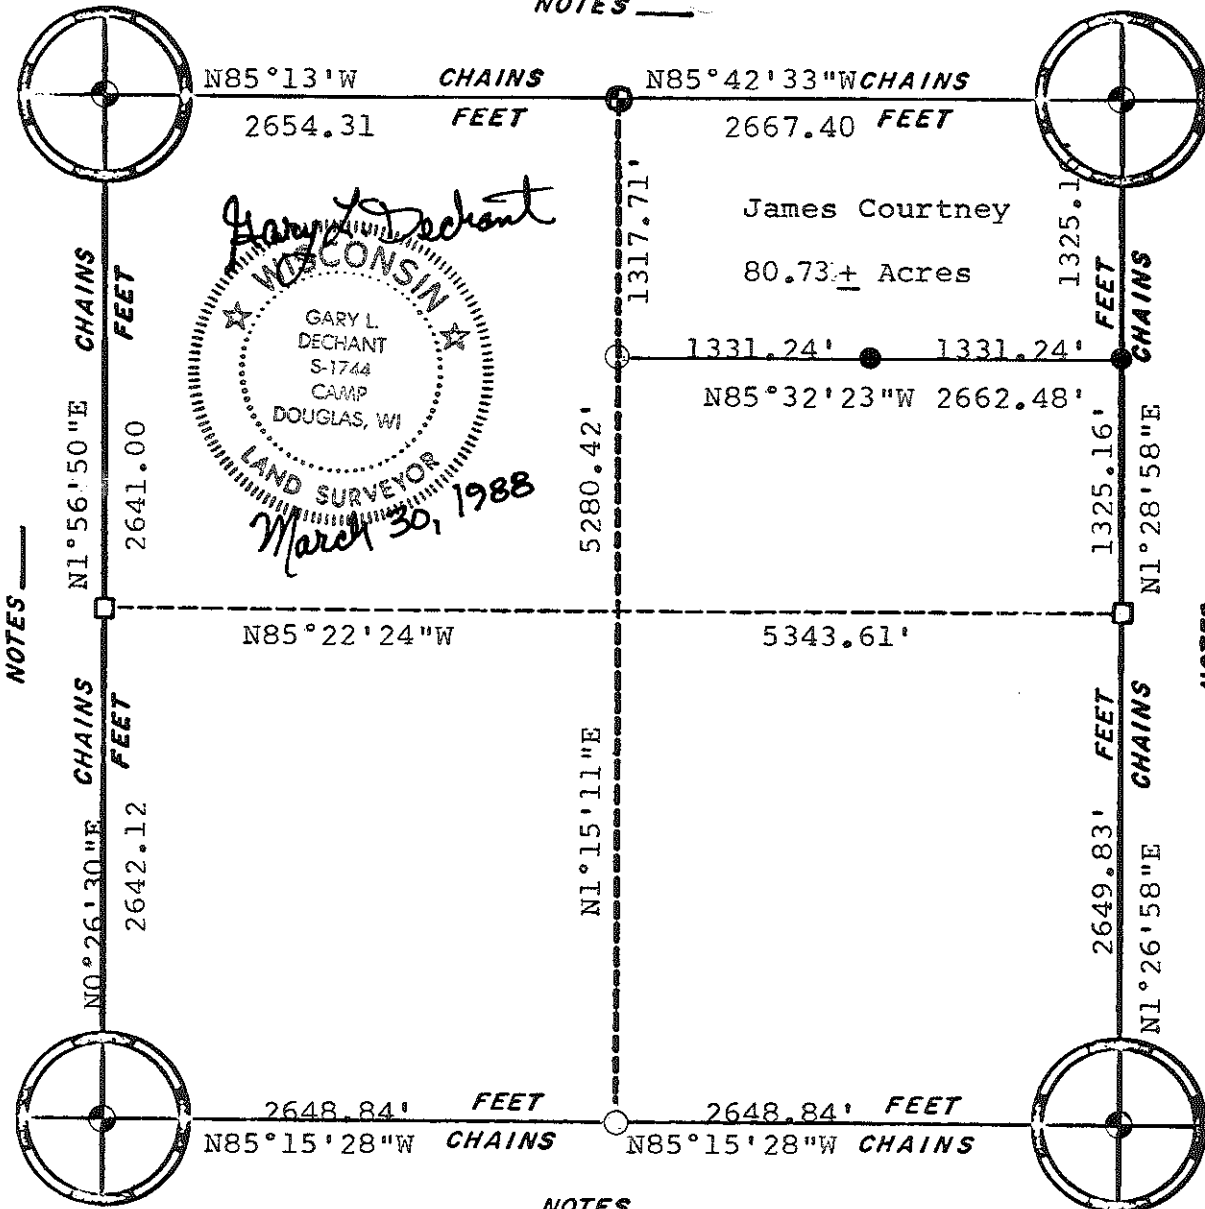 NOTES
N85°13'W CHAINS N85°42'33"W CHAINS
2654.31 FEET 2667.40 FEET
1317.71'
James Courtney
80.73± Acres
1325.1
FEET
CHAINS
CHAINS
FEET
Gary L Dechant
WISCONSIN
GARY L.
DECHANT
S-1744
CAMP
DOUGLAS, WI
LAND SURVEYOR
March 30, 1988
1331.24' 1331.24'
N85°32'23"W 2662.48'
N1°56'50"E
2641.00
5280.42'
1325.16'
N1°28'58"E
NOTES
N85°22'24"W 5343.61'
CHAINS
FEET
FEET
CHAINS
N0°26'30"E
2642.12
N1°15'11"E
2649.83'
N1°26'58"E
2648.84' FEET 2648.84' FEET
N85°15'28"W CHAINS N85°15'28"W CHAINS
NOTES